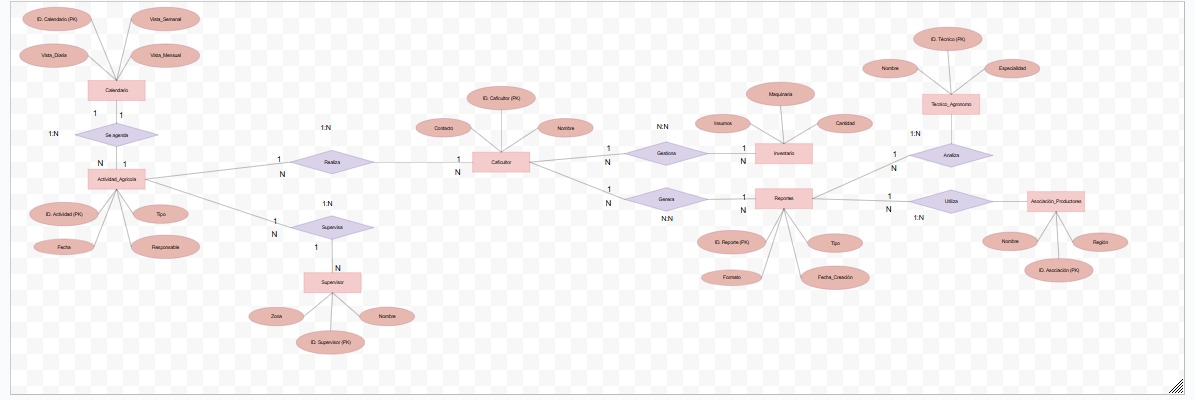 ID. Calendario (PK)
Vista_Semanal
Vista_Diaria
Vista_Mensual
Calendario
1
1
1:N
Se agenda
N
1
Actividad_Agricola
ID. Actividad (PK)
Tipo
Fecha
Responsable
1:N
1
N
Realiza
1
N
1:N
1
N
Supervisa
1
N
Supervisor
Zona
Nombre
ID. Supervisor (PK)
ID. Caficultor (PK)
Contacto
Nombre
Caficultor
N:N
1
N
Gestiona
1
N
Maquinaria
Insumos
Cantidad
Inventario
1
N
Genera
N:N
1
N
Reportes
ID. Reporte (PK)
Tipo
Formato
Fecha_Creación
ID. Técnico (PK)
Nombre
Especialidad
Tecnico_Agronomo
1:N
1
N
Analiza
1
N
Utiliza
1:N
Asociación_Productores
Nombre
Región
ID. Asociación (PK)